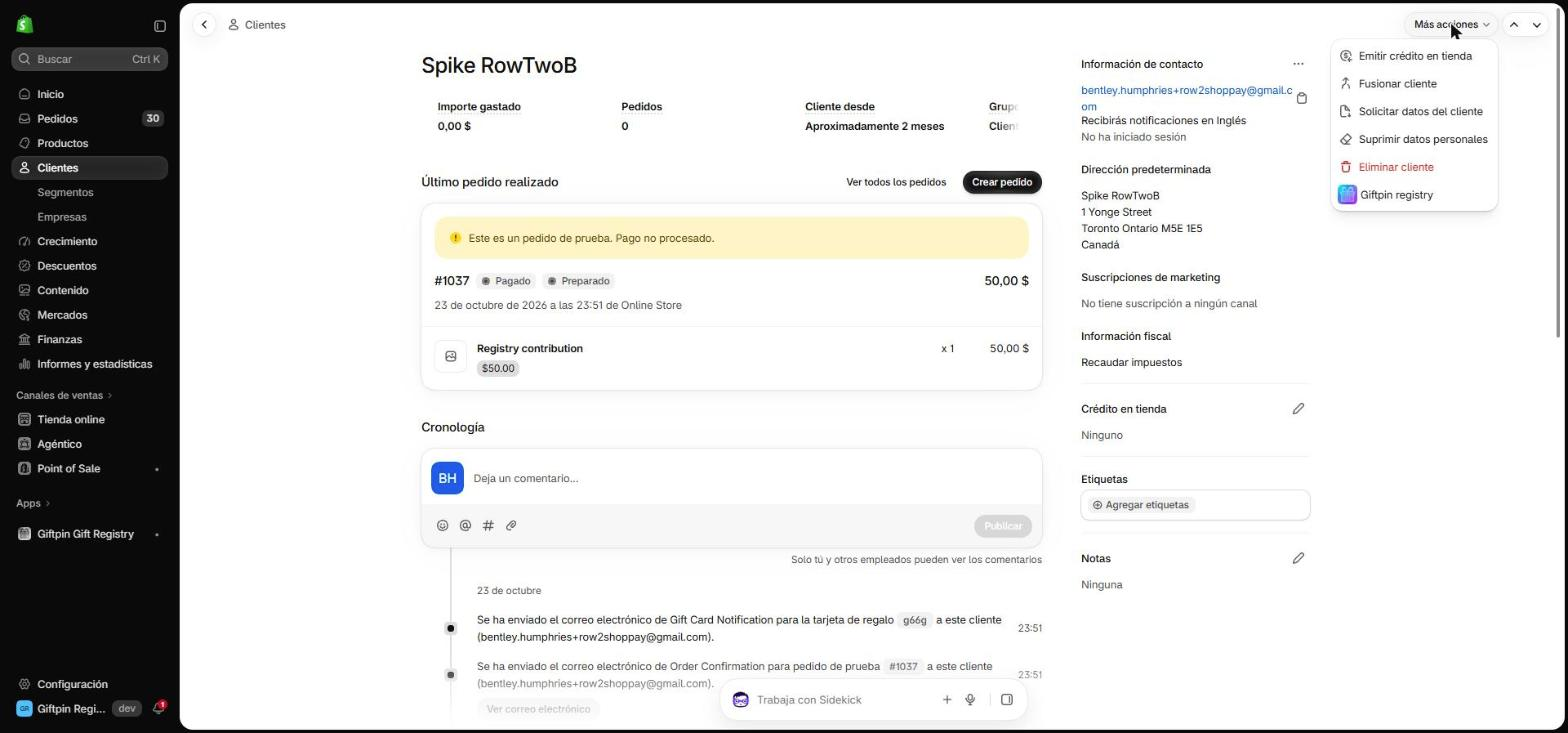 Buscar Ctrl K
Inicio
Pedidos 30
Productos
Clientes
Segmentos
Empresas
Crecimiento
Descuentos
Contenido
Mercados
Finanzas
Informes y estadísticas
Canales de ventas
Tienda online
Agéntico
Point of Sale
Apps
Giftpin Gift Registry
Configuración
GR Giftpin Regi... dev 1
Clientes
Más acciones
Spike RowTwoB
Importe gastado Pedidos Cliente desde Grupo
0,00 $ 0 Aproximadamente 2 meses Client
Último pedido realizado Ver todos los pedidos Crear pedido
Este es un pedido de prueba. Pago no procesado.
#1037 Pagado Preparado 50,00 $
23 de octubre de 2026 a las 23:51 de Online Store
Registry contribution x 1 50,00 $
$50.00
Cronología
BH Deja un comentario...
Publicar
Solo tú y otros empleados pueden ver los comentarios
23 de octubre
Se ha enviado el correo electrónico de Gift Card Notification para la tarjeta de regalo g66g a este cliente
(bentley.humphries+row2shoppay@gmail.com).
23:51
Se ha enviado el correo electrónico de Order Confirmation para pedido de prueba #1037 a este cliente
(bentley.humphries+row2shoppay@gmail.com).
23:51
Ver correo electrónico
Trabaja con Sidekick
Información de contacto
bentley.humphries+row2shoppay@gmail.c
om
Recibirás notificaciones en Inglés
No ha iniciado sesión
Dirección predeterminada
Spike RowTwoB
1 Yonge Street
Toronto Ontario M5E 1E5
Canadá
Suscripciones de marketing
No tiene suscripción a ningún canal
Información fiscal
Recaudar impuestos
Crédito en tienda
Ninguno
Etiquetas
Agregar etiquetas
Notas
Ninguna
Emitir crédito en tienda
Fusionar cliente
Solicitar datos del cliente
Suprimir datos personales
Eliminar cliente
Giftpin registry